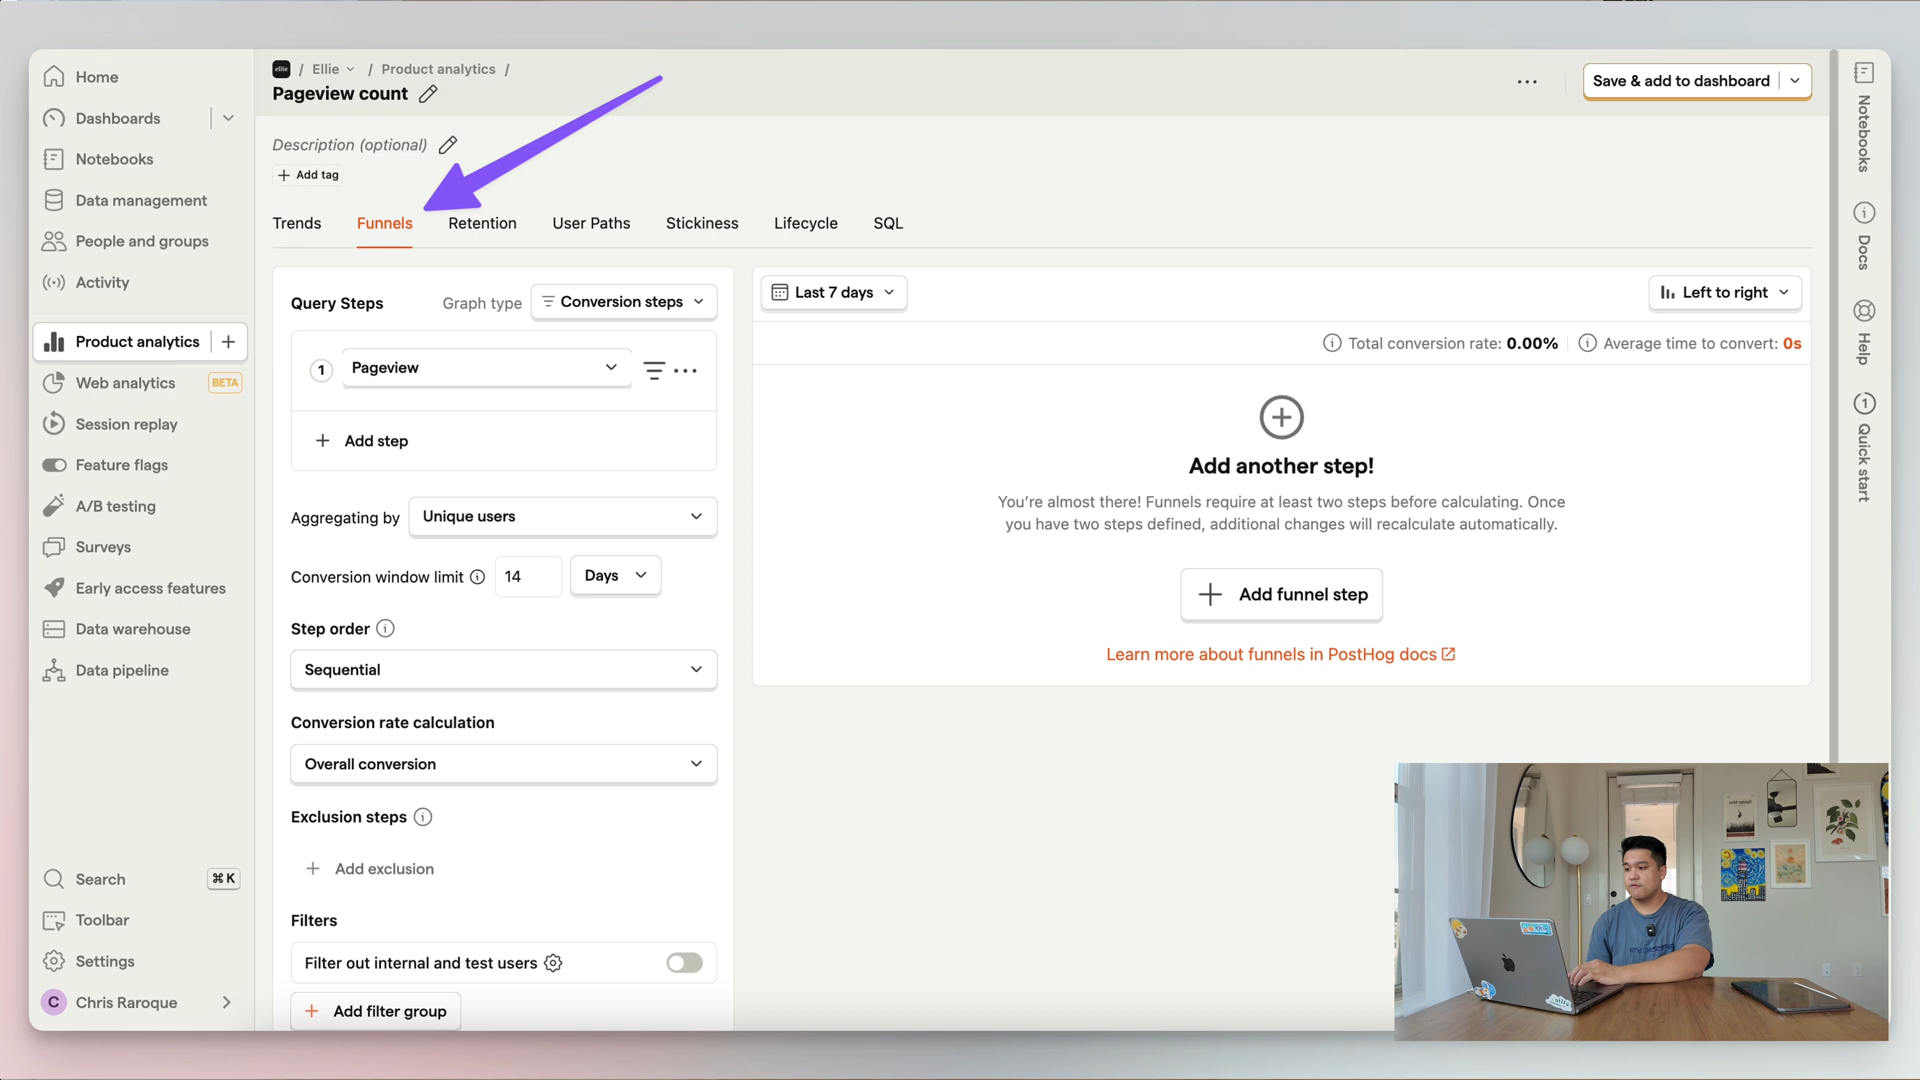 Home
Dashboards
Notebooks
Data management
People and groups
Activity
Product analytics
Web analytics BETA
Session replay
Feature flags
A/B testing
Surveys
Early access features
Data warehouse
Data pipeline
Search ⌘ K
Toolbar
Settings
C Chris Raroque
ellie / Ellie / Product analytics /
Pageview count
Save & add to dashboard
Description (optional)
Add tag
Trends Funnels Retention User Paths Stickiness Lifecycle SQL
Query Steps Graph type Conversion steps
1 Pageview
Add step
Aggregating by Unique users
Conversion window limit 14 Days
Step order
Sequential
Conversion rate calculation
Overall conversion
Exclusion steps
Add exclusion
Filters
Filter out internal and test users
Add filter group
Last 7 days Left to right
Total conversion rate: 0.00% Average time to convert: 0s
Add another step!
You're almost there! Funnels require at least two steps before calculating. Once
you have two steps defined, additional changes will recalculate automatically.
Add funnel step
Learn more about funnels in PostHog docs
Notebooks
Docs
Help
1 Quick start